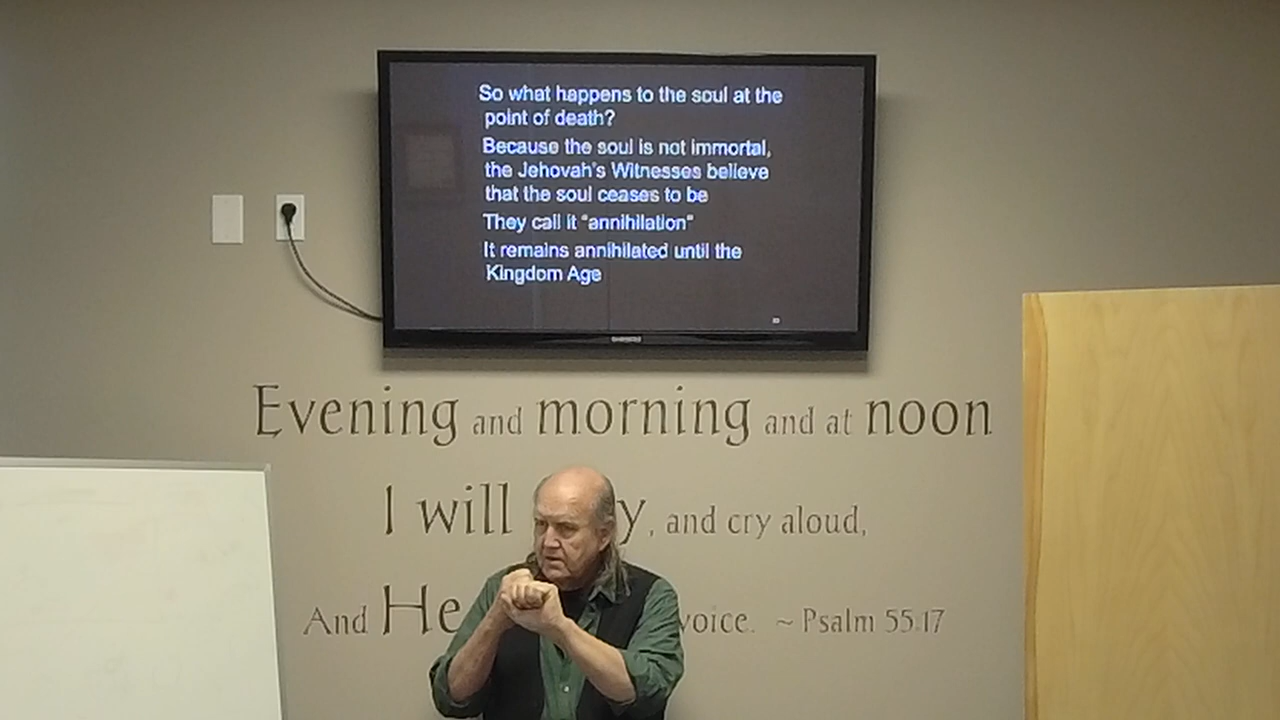 So what happens to the soul at the
point of death?
Because the soul is not immortal,
the Jehovah's Witnesses believe
that the soul ceases to be
They call it "annihilation"
It remains annihilated until the
Kingdom Age
Evening and morning and at noon
I will y, and cry aloud,
And He voice. ~ Psalm 55:17